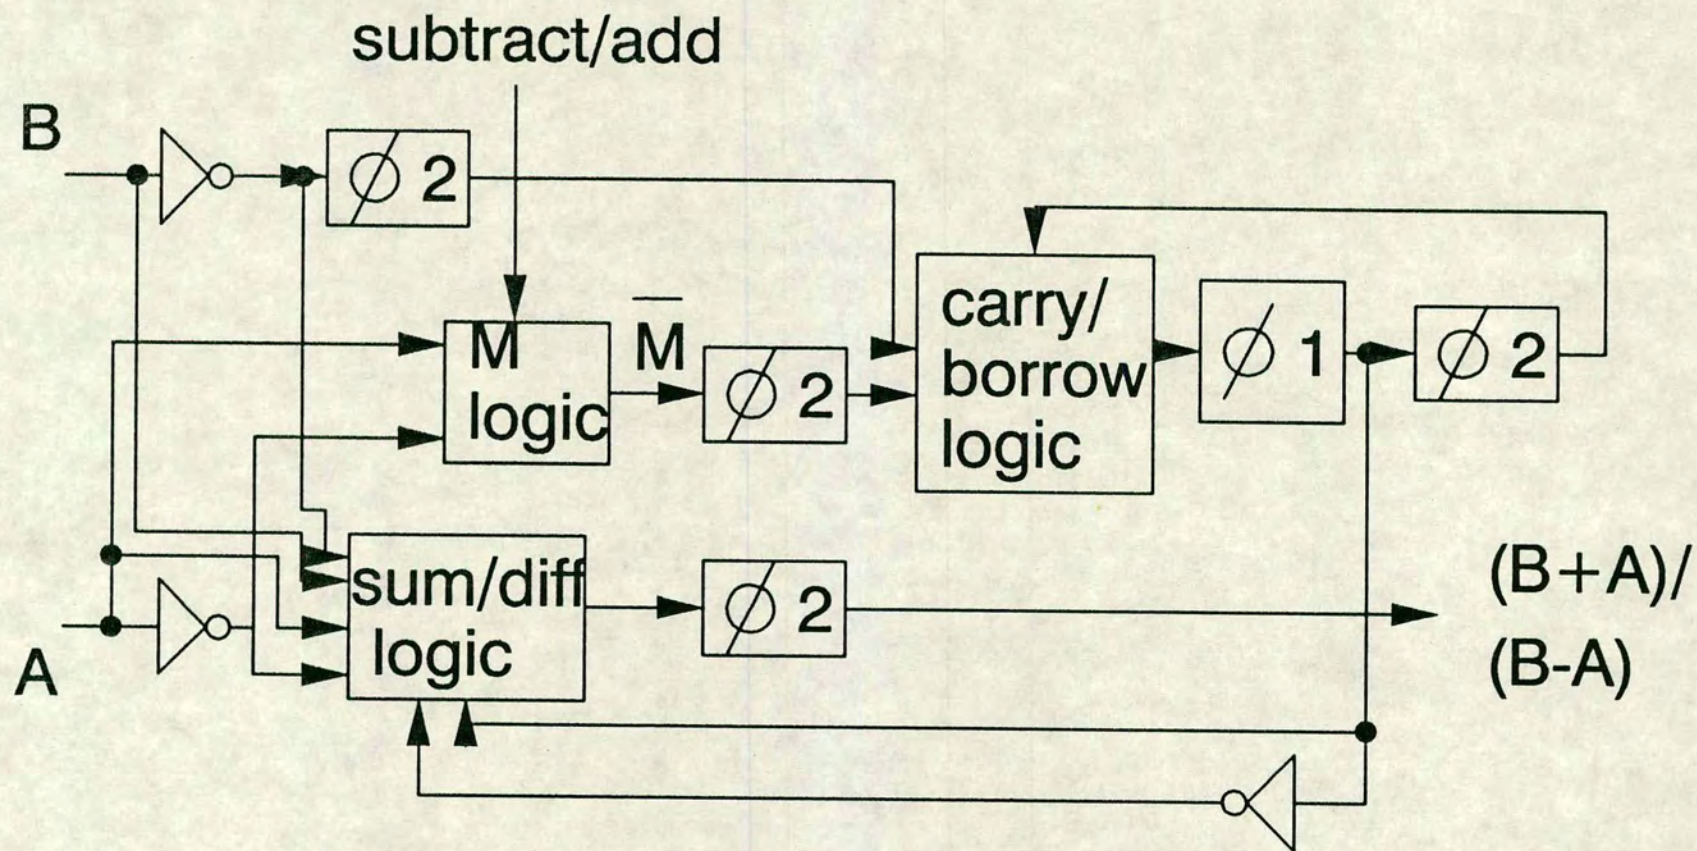 subtract/add
B
⌀ 2
M
logic
M̅
⌀ 2
carry/
borrow
logic
⌀ 1
⌀ 2
sum/diff
logic
⌀ 2
A
(B+A)/
(B-A)